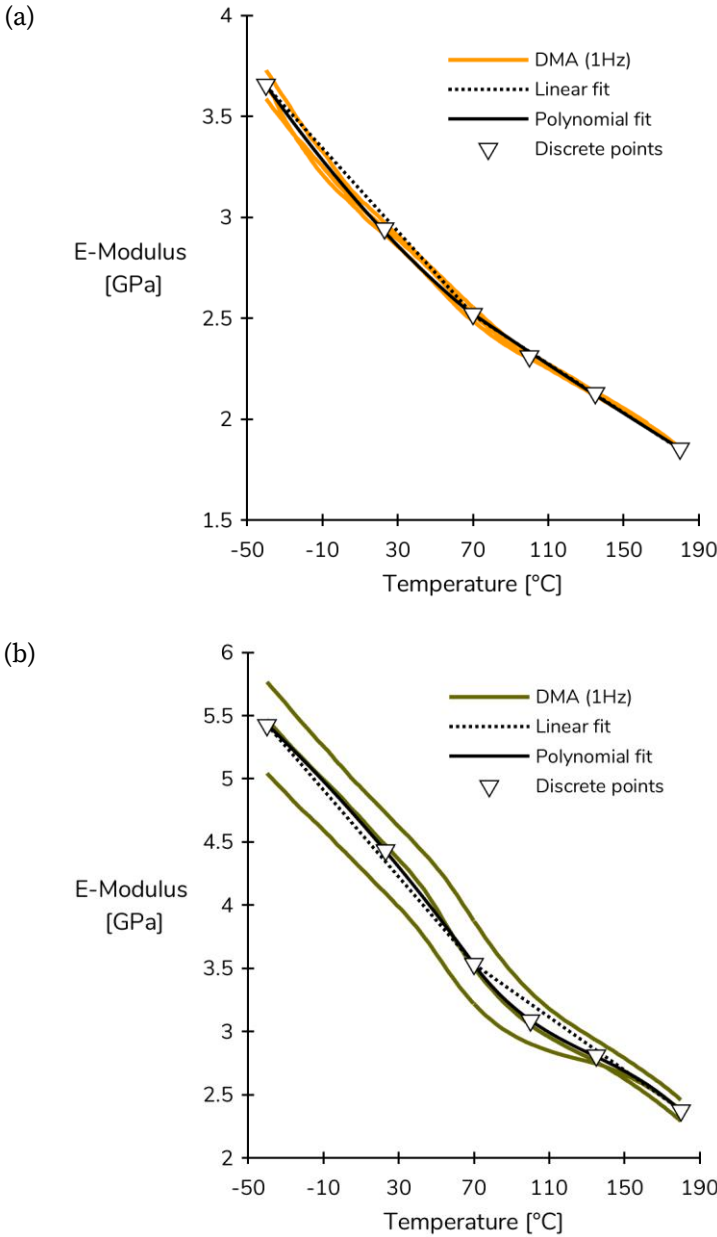 (a)
4
3.5
3
2.5
2
1.5
E-Modulus
[GPa]
DMA (1Hz)
Linear fit
Polynomial fit
Discrete points
-50 -10 30 70 110 150 190
Temperature [°C]
(b)
6
5.5
5
4.5
4
3.5
3
2.5
2
E-Modulus
[GPa]
DMA (1Hz)
Linear fit
Polynomial fit
Discrete points
-50 -10 30 70 110 150 190
Temperature [°C]